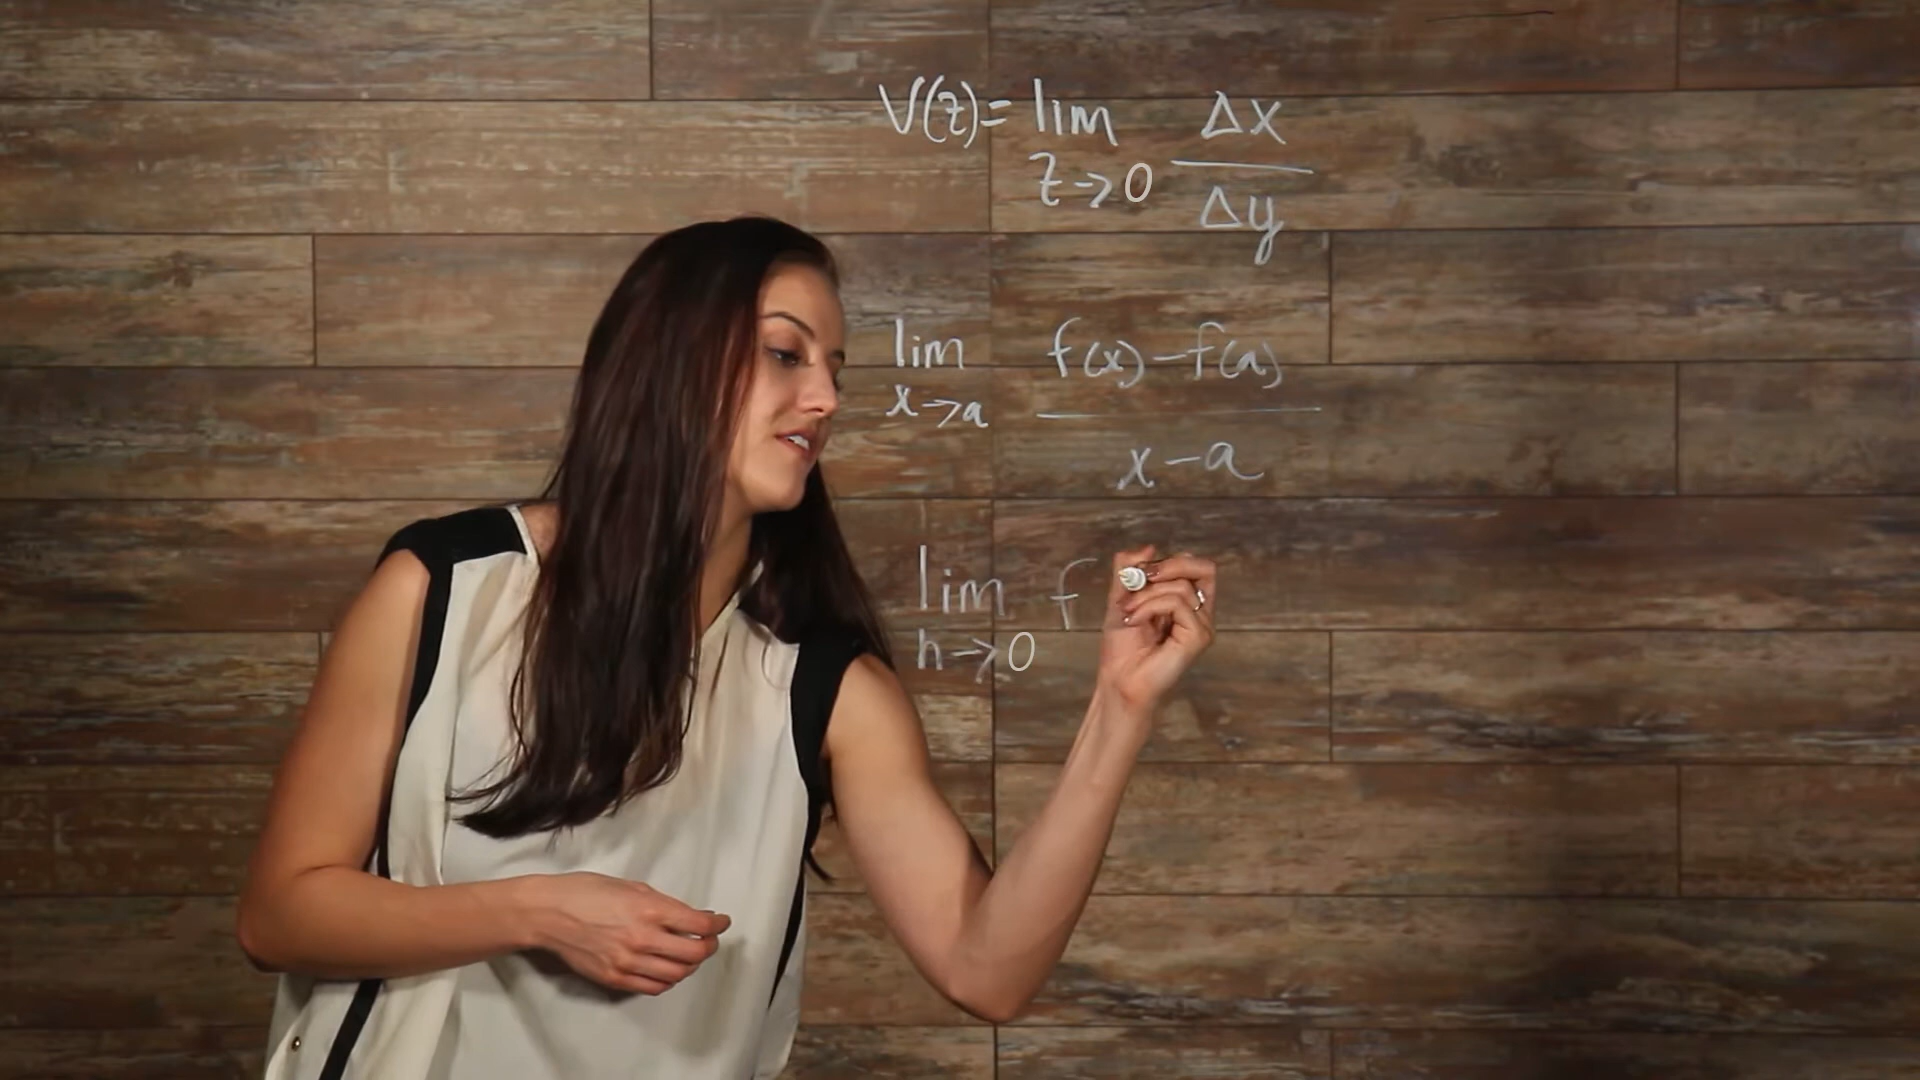 V(z) = lim Δx
z→0 Δy
lim f(x) - f(a)
x→a x - a
lim f
h→0